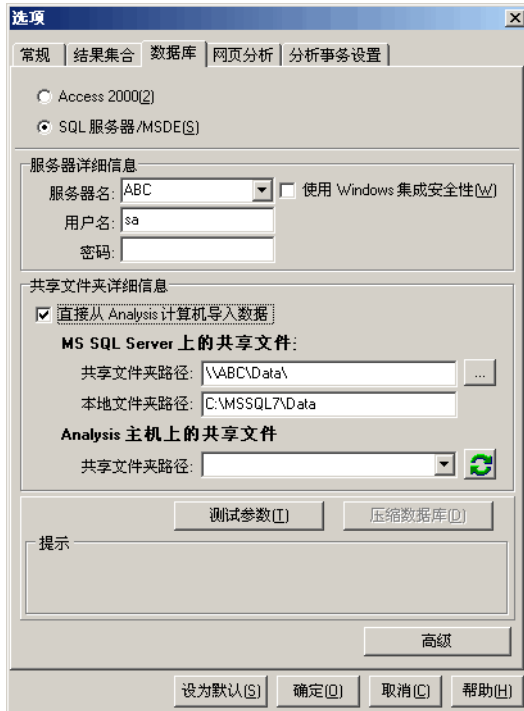 选项
常规 结果集合 数据库 网页分析 分析事务设置
Access 2000(2)
SQL 服务器/MSDE(S)
服务器详细信息
服务器名: ABC 使用 Windows 集成安全性(W)
用户名: sa
密码:
共享文件夹详细信息
直接从 Analysis 计算机导入数据
MS SQL Server 上的共享文件:
共享文件夹路径: \\ABC\Data\ ...
本地文件夹路径: C:\MSSQL7\Data
Analysis 主机上的共享文件
共享文件夹路径:
测试参数(T) 压缩数据库(D)
提示
高级
设为默认(S) 确定(O) 取消(C) 帮助(H)